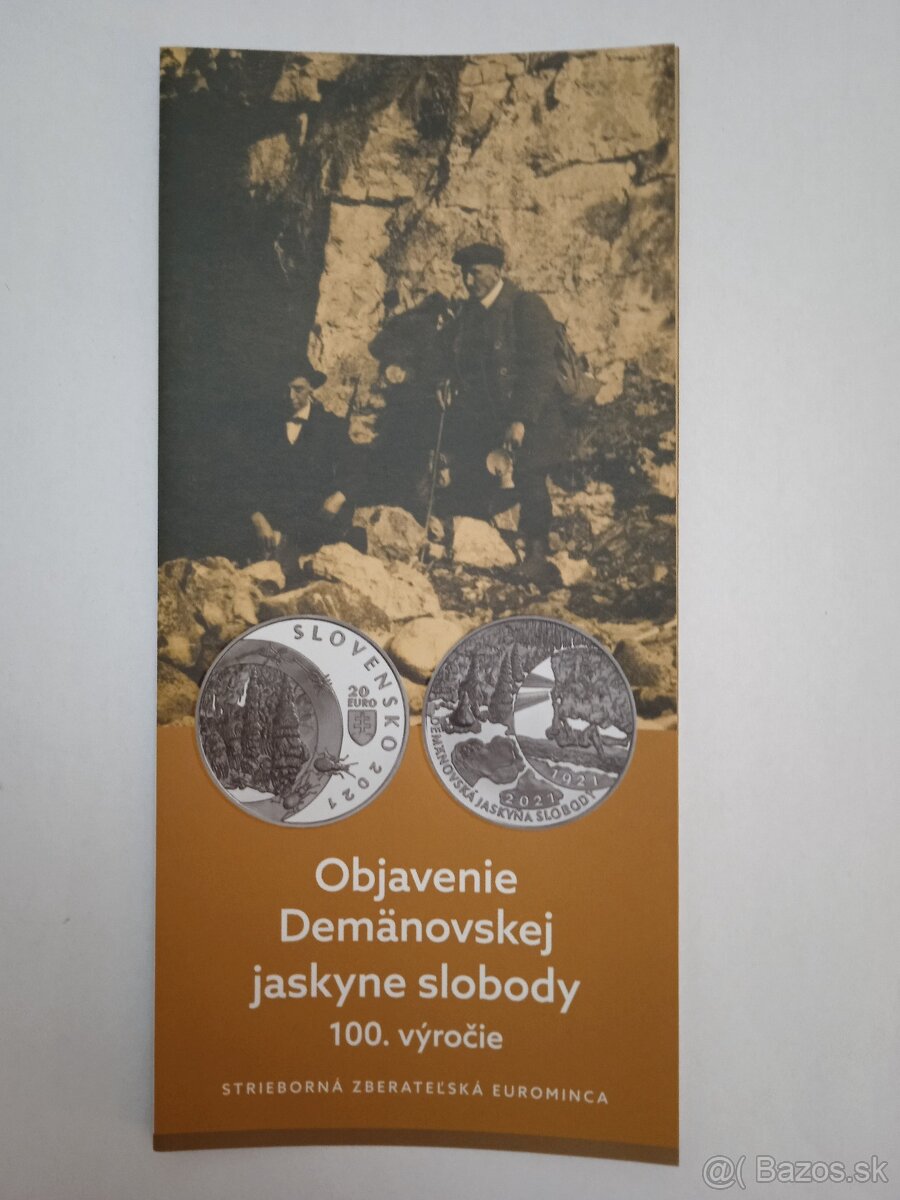 SLOVENSKO 2021
20
EURO
DEMÄNOVSKÁ JASKYŇA SLOBODY
1921
2021
Objavenie
Demänovskej
jaskyne slobody
100. výročie
STRIEBORNÁ ZBERATEĽSKÁ EUROMINCA
@( Bazos.sk